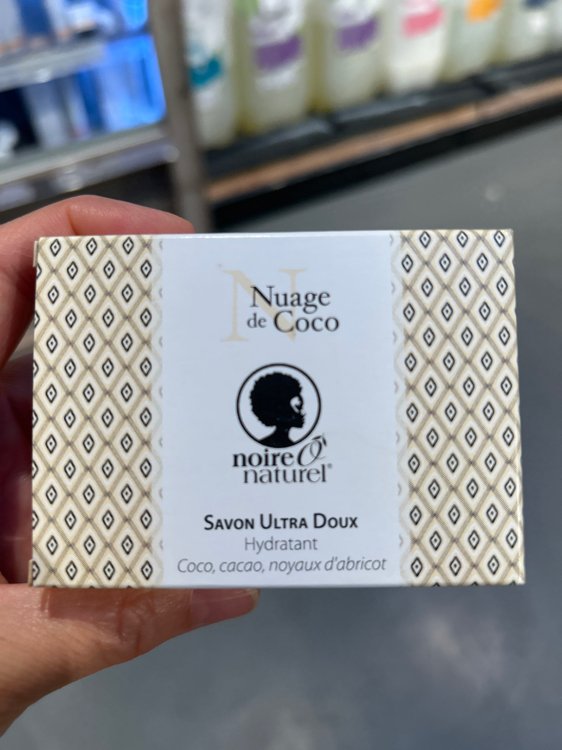 N
Nuage
de Coco
noire Ô
naturel®
SAVON ULTRA DOUX
Hydratant
Coco, cacao, noyaux d'abricot